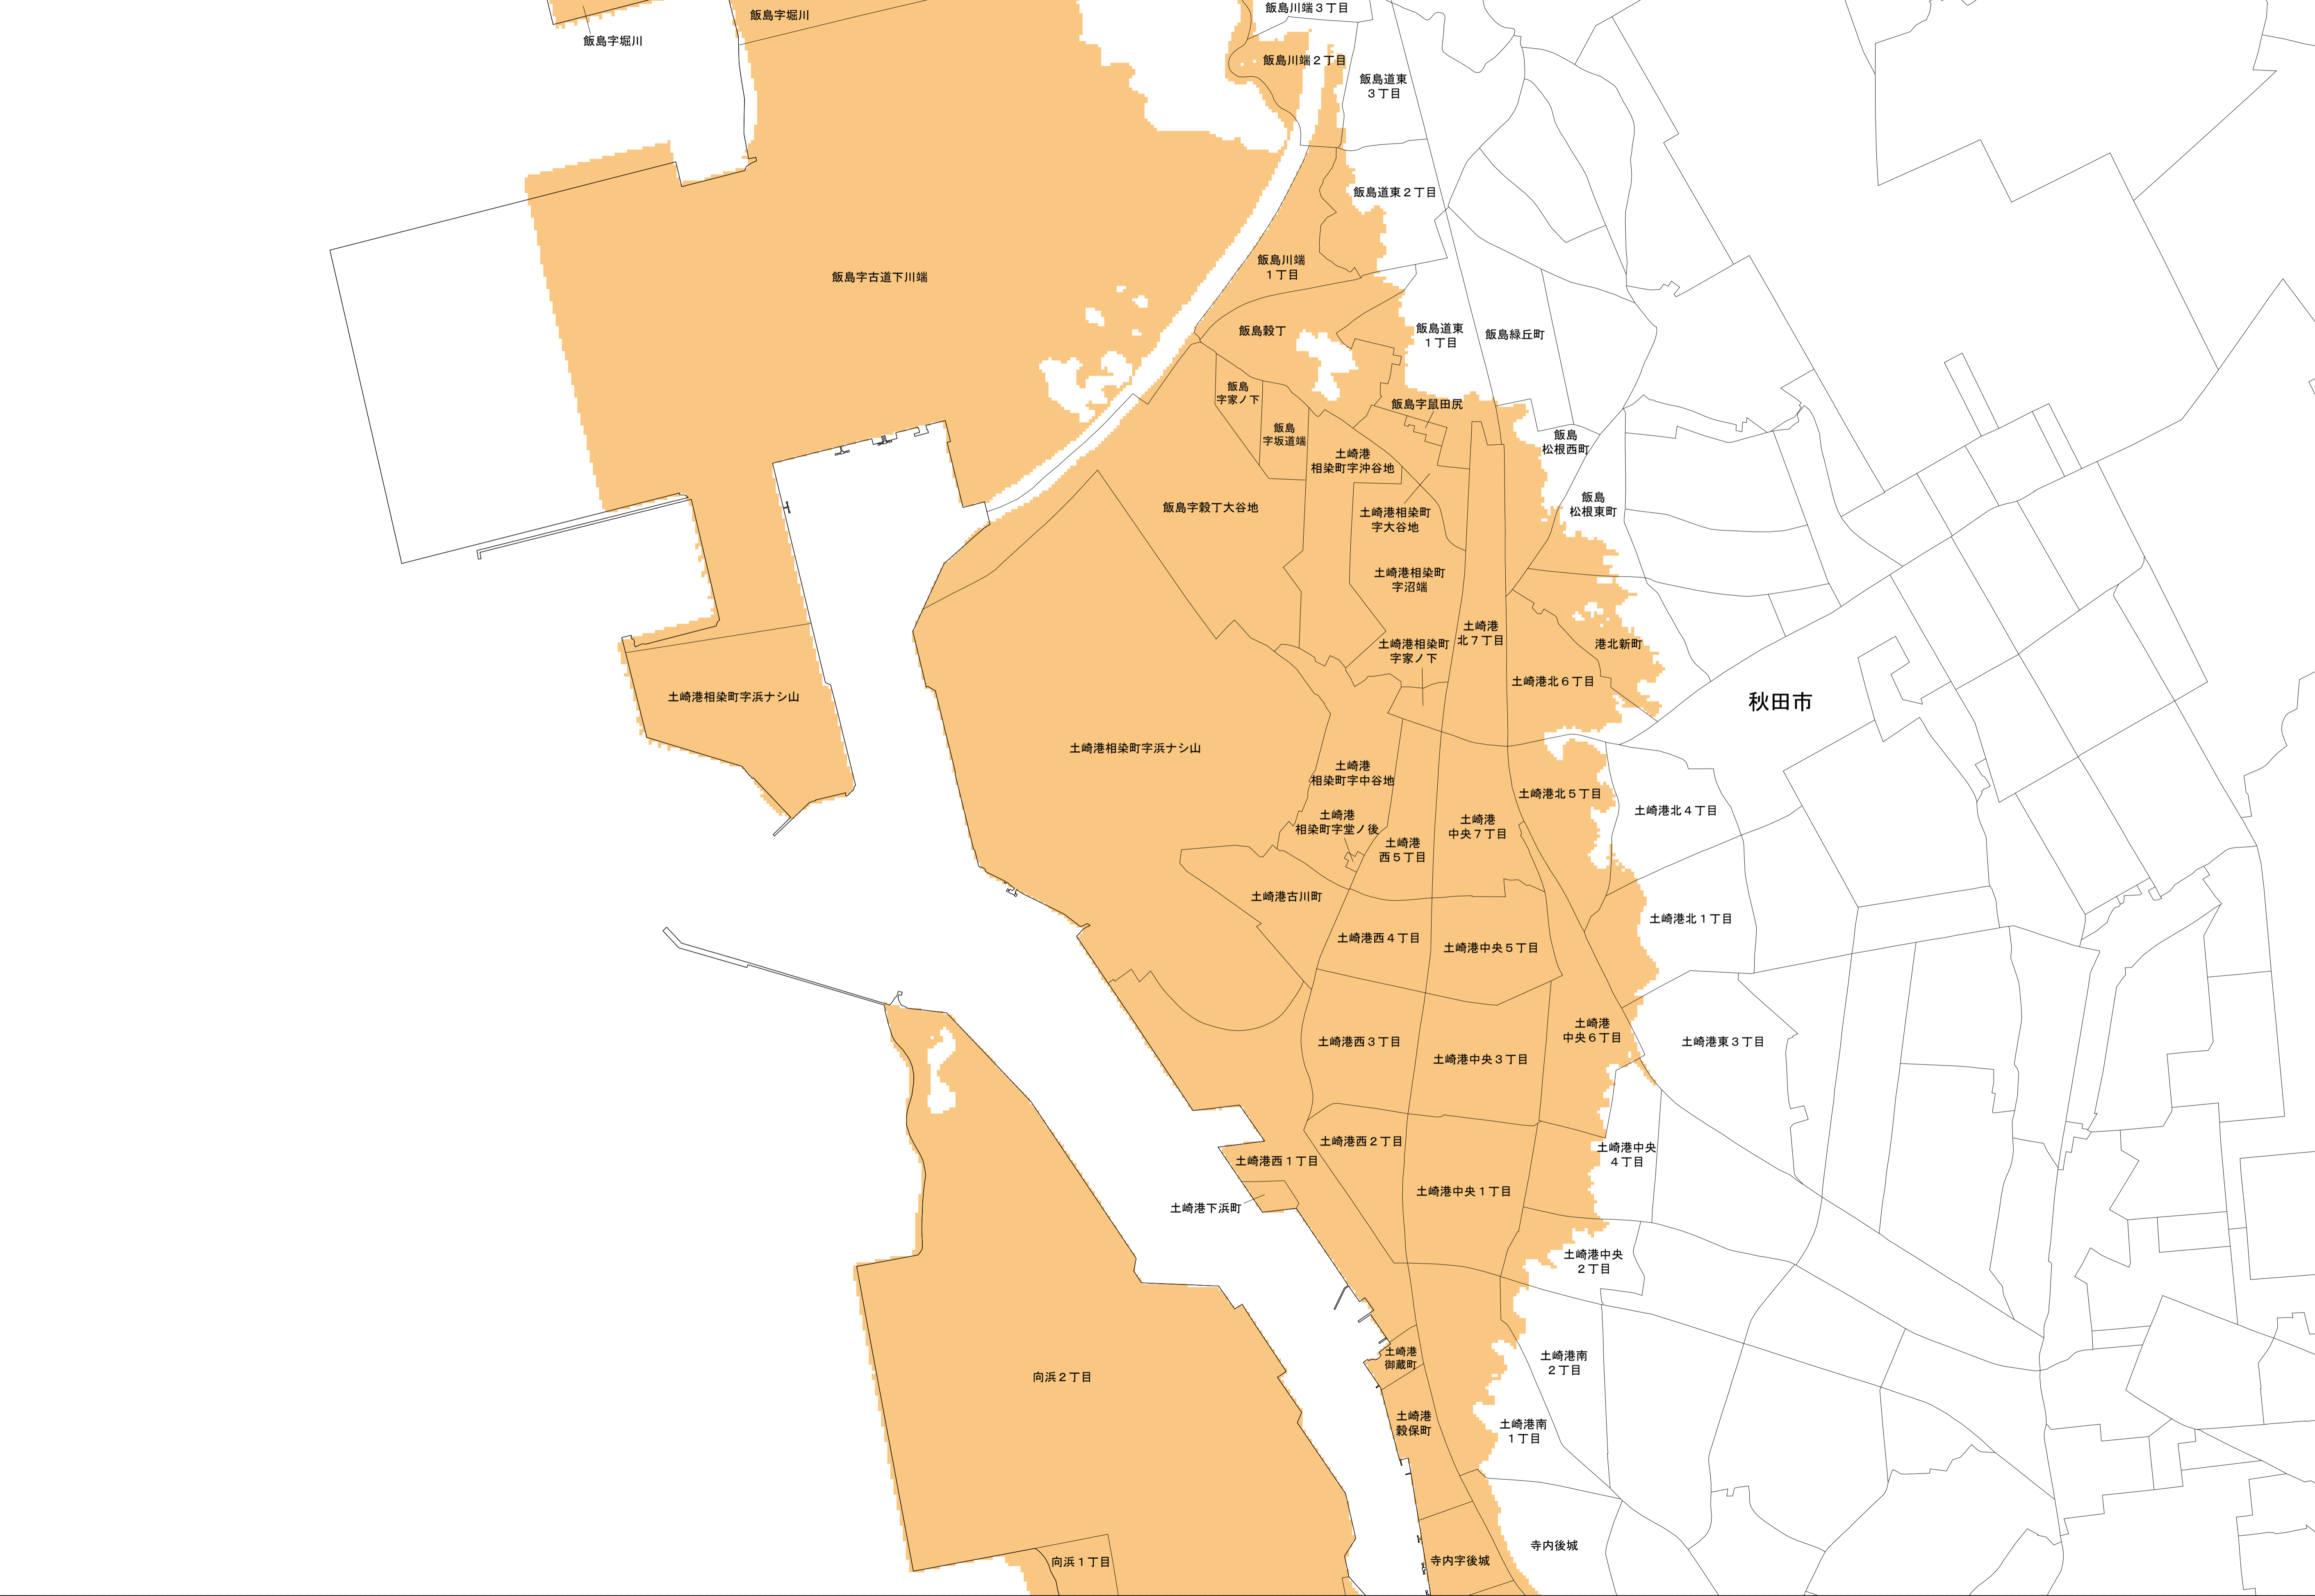 飯島川端３丁目
飯島字堀川
飯島字堀川
飯島川端２丁目
飯島道東
３丁目
飯島道東２丁目
飯島川端
１丁目
飯島字古道下川端
飯島穀丁
飯島道東
１丁目
飯島緑丘町
飯島
字家ノ下
飯島字鼠田尻
飯島
字坂道端
飯島
松根西町
土崎港
相染町字沖谷地
飯島
松根東町
飯島字穀丁大谷地
土崎港相染町
字大谷地
土崎港相染町
字沼端
土崎港
北７丁目
港北新町
土崎港相染町
字家ノ下
土崎港北６丁目
土崎港相染町字浜ナシ山
秋田市
土崎港相染町字浜ナシ山
土崎港
相染町字中谷地
土崎港北５丁目
土崎港北４丁目
土崎港
相染町字堂ノ後
土崎港
中央７丁目
土崎港
西５丁目
土崎港古川町
土崎港北１丁目
土崎港西４丁目
土崎港中央５丁目
土崎港
中央６丁目
土崎港西３丁目
土崎港東３丁目
土崎港中央３丁目
土崎港西２丁目
土崎港中央
４丁目
土崎港西１丁目
土崎港中央１丁目
土崎港下浜町
土崎港中央
２丁目
土崎港
御蔵町
土崎港南
２丁目
向浜２丁目
土崎港
穀保町
土崎港南
１丁目
寺内後城
向浜１丁目
寺内字後城